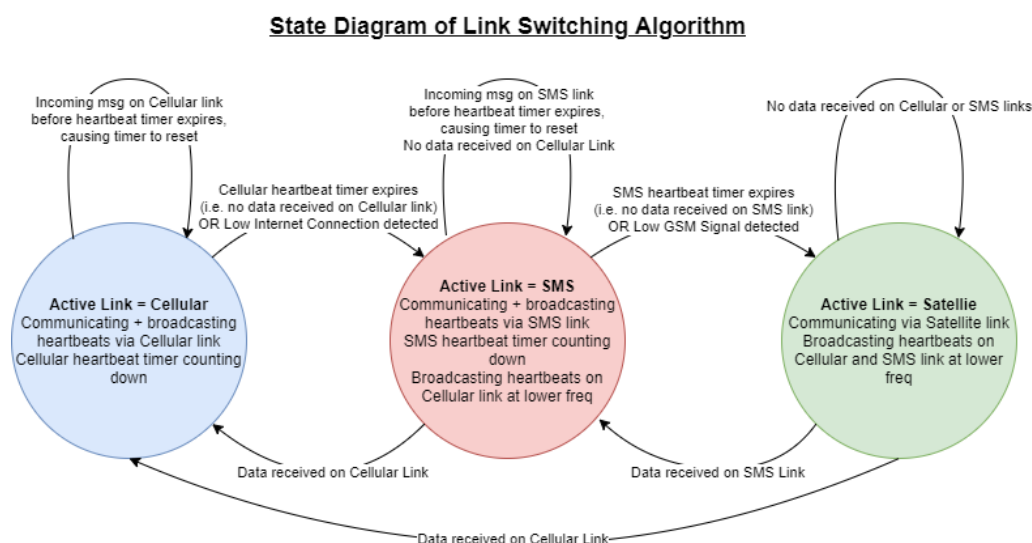 State Diagram of Link Switching Algorithm
Incoming msg on Cellular link
before heartbeat timer expires,
causing timer to reset
Incoming msg on SMS link
before heartbeat timer expires,
causing timer to reset
No data received on Cellular Link
No data received on Cellular or SMS links
Cellular heartbeat timer expires
(i.e. no data received on Cellular link)
OR Low Internet Connection detected
SMS heartbeat timer expires
(i.e. no data received on SMS link)
OR Low GSM Signal detected
Active Link = Cellular
Communicating + broadcasting
heartbeats via Cellular link
Cellular heartbeat timer counting
down
Active Link = SMS
Communicating + broadcasting
heartbeats via SMS link
SMS heartbeat timer counting
down
Broadcasting heartbeats on
Cellular link at lower freq
Active Link = Satellie
Communicating via Satellite link
Broadcasting heartbeats on
Cellular and SMS link at lower
freq
Data received on Cellular Link
Data received on SMS Link
Data received on Cellular Link